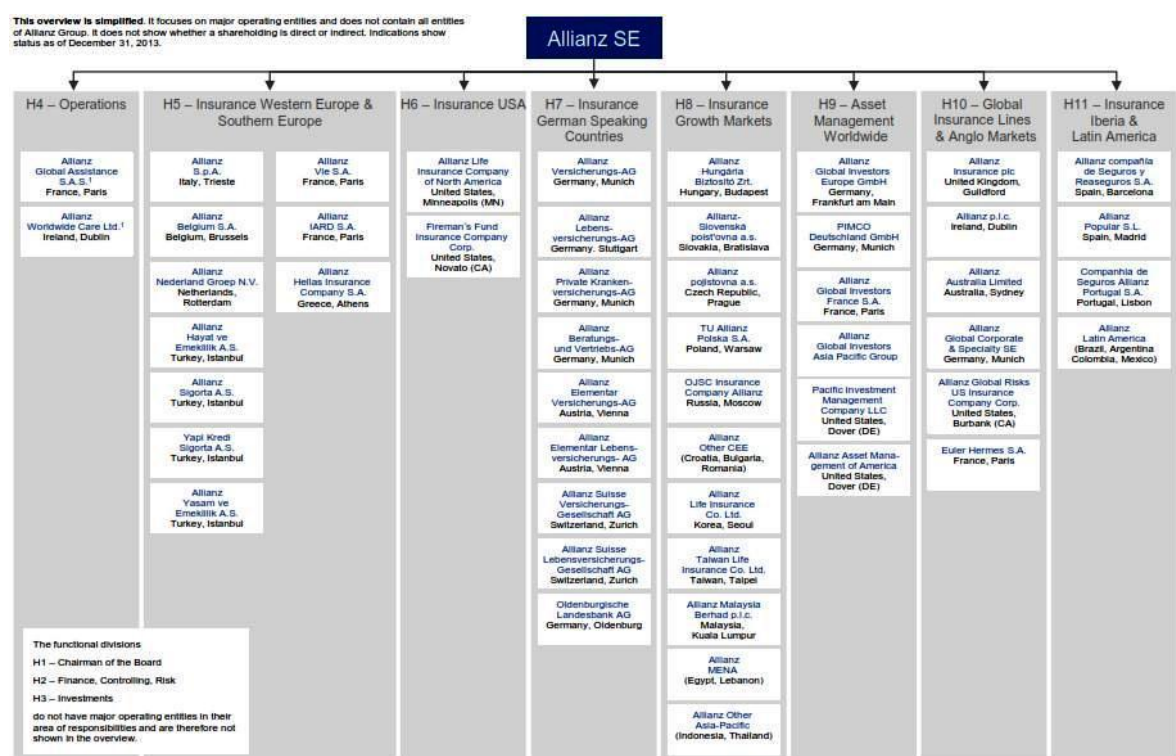 This overview is simplified. It focuses on major operating entities and does not contain all entities
of Allianz Group. It does not show whether a shareholding is direct or indirect. Indications show
status as of December 31, 2013.
Allianz SE
H4 – Operations
Allianz
Global Assistance
S.A.S.¹
France, Paris
Allianz
Worldwide Care Ltd.¹
Ireland, Dublin
H5 – Insurance Western Europe &
Southern Europe
Allianz
S.p.A.
Italy, Trieste
Allianz
Belgium S.A.
Belgium, Brussels
Allianz
Nederland Groep N.V.
Netherlands,
Rotterdam
Allianz
Hayat ve
Emeklilik A.S.
Turkey, Istanbul
Allianz
Sigorta A.S.
Turkey, Istanbul
Yapi Kredi
Sigorta A.S.
Turkey, Istanbul
Allianz
Yasam ve
Emeklilik A.S.
Turkey, Istanbul
Allianz
Vie S.A.
France, Paris
Allianz
IARD S.A.
France, Paris
Allianz
Hellas Insurance
Company S.A.
Greece, Athens
H6 – Insurance USA
Allianz Life
Insurance Company
of North America
United States,
Minneapolis (MN)
Fireman's Fund
Insurance Company
Corp.
United States,
Novato (CA)
H7 – Insurance
German Speaking
Countries
Allianz
Versicherungs-AG
Germany, Munich
Allianz
Lebens-
versicherungs-AG
Germany. Stuttgart
Allianz
Private Kranken-
versicherungs-AG
Germany, Munich
Allianz
Beratungs-
und Vertriebs-AG
Germany, Munich
Allianz
Elementar
Versicherungs-AG
Austria, Vienna
Allianz
Elementar Lebens-
versicherungs- AG
Austria, Vienna
Allianz Suisse
Versicherungs-
Gesellschaft AG
Switzerland, Zurich
Allianz Suisse
Lebensversicherungs-
Gesellschaft AG
Switzerland, Zurich
Oldenburgische
Landesbank AG
Germany, Oldenburg
H8 – Insurance
Growth Markets
Allianz
Hungária
Biztosító Zrt.
Hungary, Budapest
Allianz-
Slovenská
poist'ovna a.s.
Slovakia, Bratislava
Allianz
pojistovna a.s.
Czech Republic,
Prague
TU Allianz
Polska S.A.
Poland, Warsaw
OJSC Insurance
Company Allianz
Russia, Moscow
Allianz
Other CEE
(Croatia, Bulgaria,
Romania)
Allianz
Life Insurance
Co. Ltd.
Korea, Seoul
Allianz
Taiwan Life
Insurance Co. Ltd.
Taiwan, Taipei
Allianz Malaysia
Berhad p.l.c.
Malaysia,
Kuala Lumpur
Allianz
MENA
(Egypt, Lebanon)
Allianz Other
Asia-Pacific
(Indonesia, Thailand)
H9 – Asset
Management
Worldwide
Allianz
Global Investors
Europe GmbH
Germany,
Frankfurt am Main
PIMCO
Deutschland GmbH
Germany, Munich
Allianz
Global Investors
France S.A.
France, Paris
Allianz
Global Investors
Asia Pacific Group
Pacific Investment
Management
Company LLC
United States,
Dover (DE)
Allianz Asset Mana-
gement of America
United States,
Dover (DE)
H10 – Global
Insurance Lines
& Anglo Markets
Allianz
Insurance plc
United Kingdom,
Guildford
Allianz p.l.c.
Ireland, Dublin
Allianz
Australia Limited
Australia, Sydney
Allianz
Global Corporate
& Specialty SE
Germany, Munich
Allianz Global Risks
US Insurance
Company Corp.
United States,
Burbank (CA)
Euler Hermes S.A.
France, Paris
H11 – Insurance
Iberia &
Latin America
Allianz compañía
de Seguros y
Reaseguros S.A.
Spain, Barcelona
Allianz
Popular S.L.
Spain, Madrid
Companhia de
Seguros Allianz
Portugal S.A.
Portugal, Lisbon
Allianz
Latin America
(Brazil, Argentina
Colombia, Mexico)
The functional divisions
H1 – Chairman of the Board
H2 – Finance, Controlling, Risk
H3 – Investments
do not have major operating entities in their
area of responsibilities and are therefore not
shown in the overview.